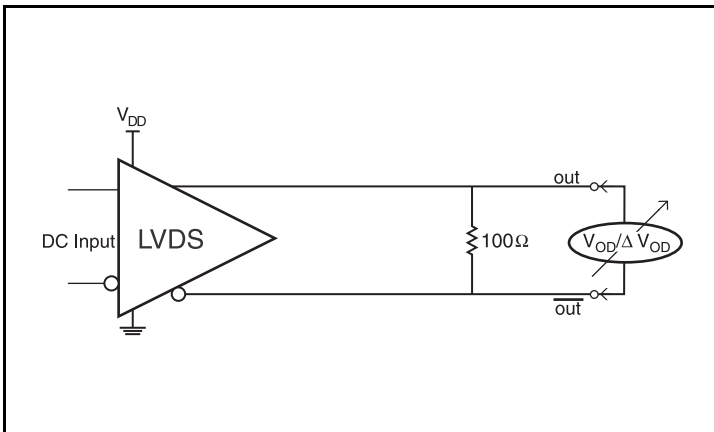 V_DD
out
DC Input
LVDS
100Ω
V_OD/Δ V_OD
out